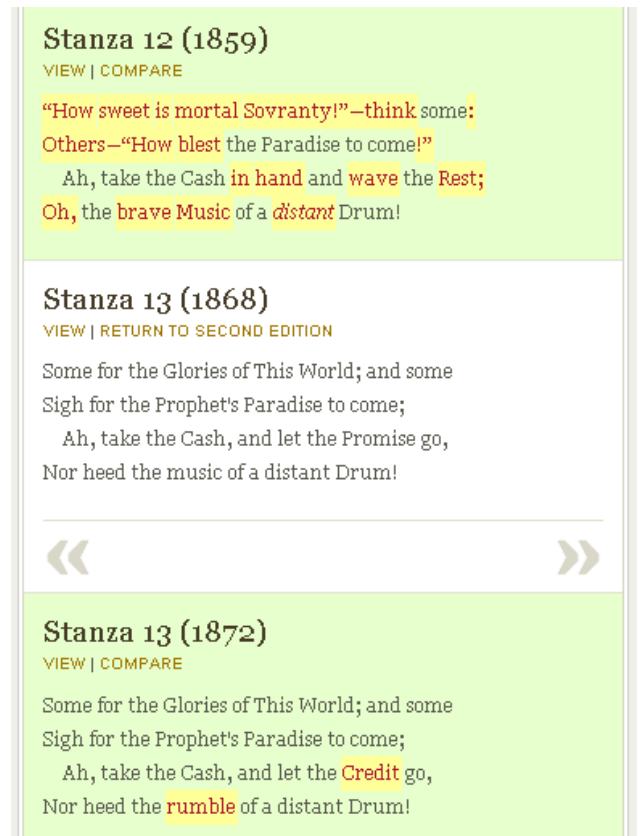 Stanza 12 (1859)
VIEW | COMPARE
“How sweet is mortal Sovranty!”—think some:
Others—“How blest the Paradise to come!”
Ah, take the Cash in hand and wave the Rest;
Oh, the brave Music of a distant Drum!
Stanza 13 (1868)
VIEW | RETURN TO SECOND EDITION
Some for the Glories of This World; and some
Sigh for the Prophet's Paradise to come;
Ah, take the Cash, and let the Promise go,
Nor heed the music of a distant Drum!
« »
Stanza 13 (1872)
VIEW | COMPARE
Some for the Glories of This World; and some
Sigh for the Prophet's Paradise to come;
Ah, take the Cash, and let the Credit go,
Nor heed the rumble of a distant Drum!